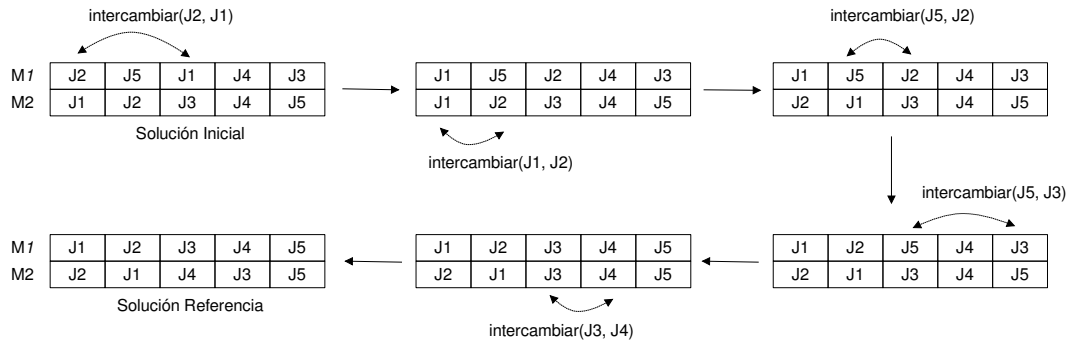 intercambiar(J2, J1)
M1 J2 J5 J1 J4 J3
M2 J1 J2 J3 J4 J5
Solución Inicial
J1 J5 J2 J4 J3
J1 J2 J3 J4 J5
intercambiar(J1, J2)
intercambiar(J5, J2)
J1 J5 J2 J4 J3
J2 J1 J3 J4 J5
intercambiar(J5, J3)
J1 J2 J5 J4 J3
J2 J1 J3 J4 J5
J1 J2 J3 J4 J5
J2 J1 J3 J4 J5
intercambiar(J3, J4)
M1 J1 J2 J3 J4 J5
M2 J2 J1 J4 J3 J5
Solución Referencia